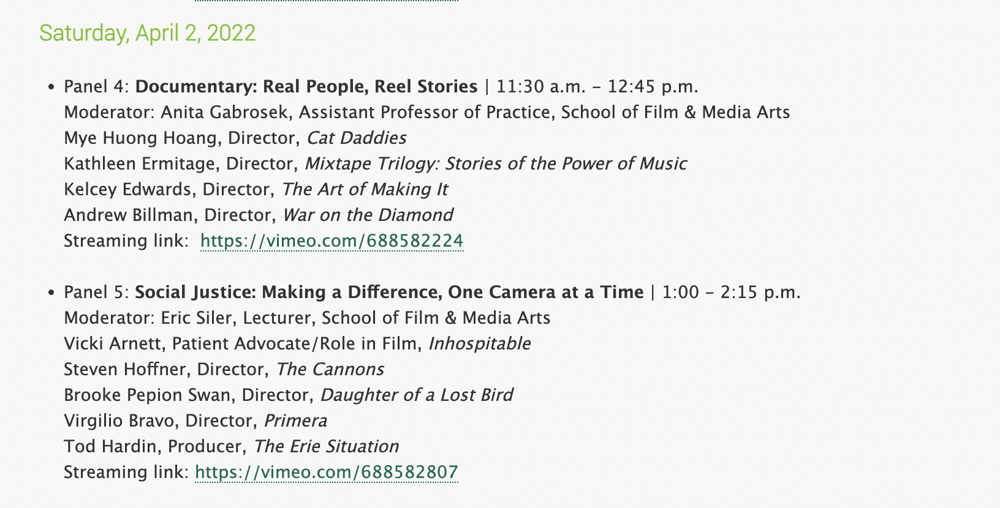 Saturday, April 2, 2022
• Panel 4: Documentary: Real People, Reel Stories | 11:30 a.m. – 12:45 p.m.
Moderator: Anita Gabrosek, Assistant Professor of Practice, School of Film & Media Arts
Mye Huong Hoang, Director, Cat Daddies
Kathleen Ermitage, Director, Mixtape Trilogy: Stories of the Power of Music
Kelcey Edwards, Director, The Art of Making It
Andrew Billman, Director, War on the Diamond
Streaming link: https://vimeo.com/688582224
• Panel 5: Social Justice: Making a Difference, One Camera at a Time | 1:00 – 2:15 p.m.
Moderator: Eric Siler, Lecturer, School of Film & Media Arts
Vicki Arnett, Patient Advocate/Role in Film, Inhospitable
Steven Hoffner, Director, The Cannons
Brooke Pepion Swan, Director, Daughter of a Lost Bird
Virgilio Bravo, Director, Primera
Tod Hardin, Producer, The Erie Situation
Streaming link: https://vimeo.com/688582807